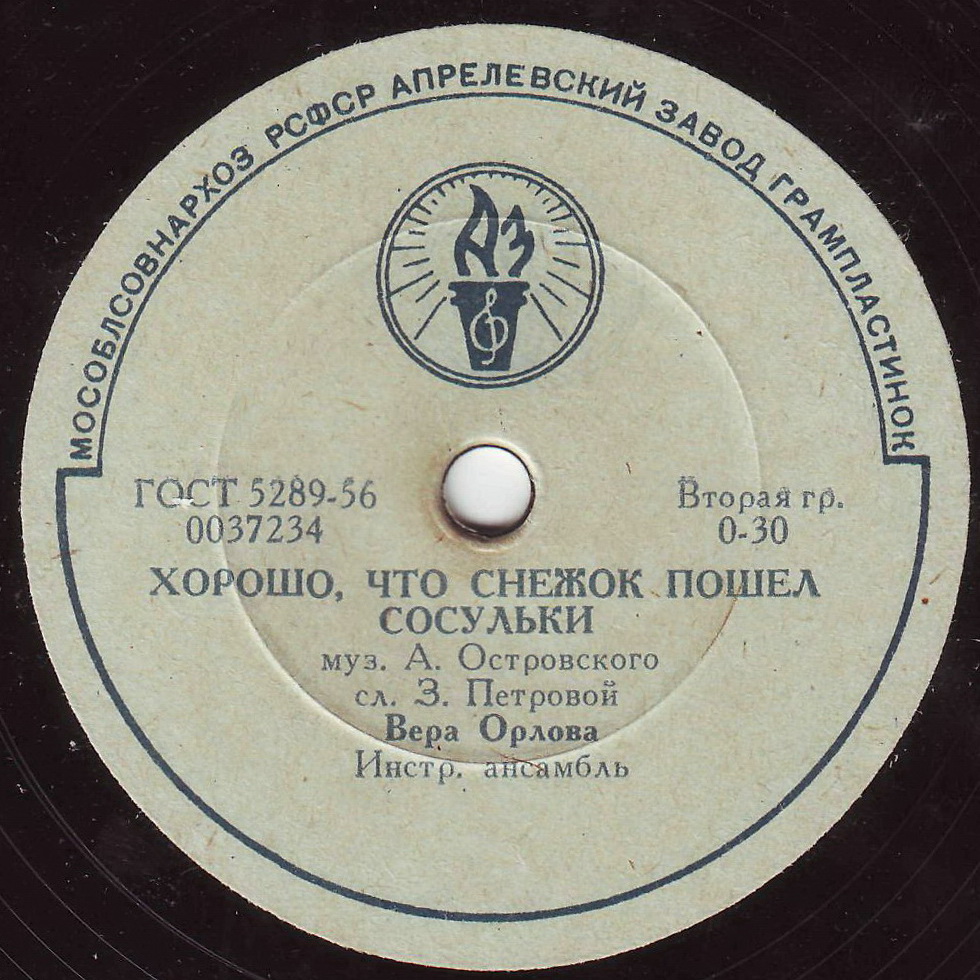 МОСОБЛСОВНАРХОЗ РСФСР АПРЕЛЕВСКИЙ ЗАВОД ГРАМПЛАСТИНОК
АЗ
ГОСТ 5289-56
0037234
Вторая гр.
0-30
ХОРОШО, ЧТО СНЕЖОК ПОШЕЛ
СОСУЛЬКИ
муз. А. Островского
сл. З. Петровой
Вера Орлова
Инстр. ансамбль